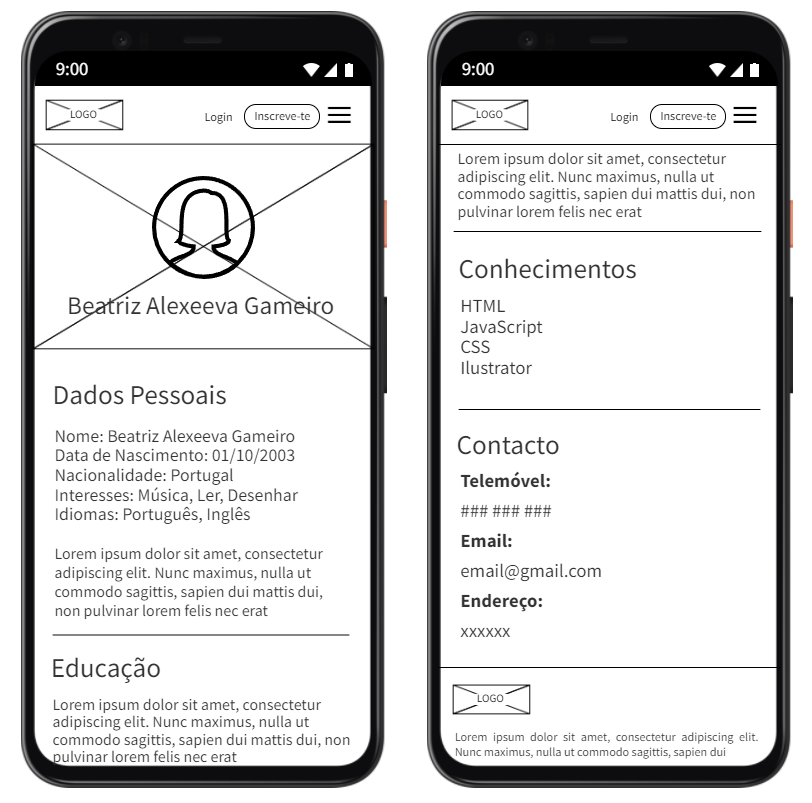 9:00
LOGO
Login
Inscreve-te
Beatriz Alexeeva Gameiro
Dados Pessoais
Nome: Beatriz Alexeeva Gameiro
Data de Nascimento: 01/10/2003
Nacionalidade: Portugal
Interesses: Música, Ler, Desenhar
Idiomas: Português, Inglês
Lorem ipsum dolor sit amet, consectetur
adipiscing elit. Nunc maximus, nulla ut
commodo sagittis, sapien dui mattis dui,
non pulvinar lorem felis nec erat
Educação
Lorem ipsum dolor sit amet, consectetur
adipiscing elit. Nunc maximus, nulla ut
commodo sagittis, sapien dui mattis dui, non
pulvinar lorem felis nec erat
9:00
LOGO
Login
Inscreve-te
Lorem ipsum dolor sit amet, consectetur
adipiscing elit. Nunc maximus, nulla ut
commodo sagittis, sapien dui mattis dui, non
pulvinar lorem felis nec erat
Conhecimentos
HTML
JavaScript
CSS
Ilustrator
Contacto
Telemóvel:
### ### ###
Email:
email@gmail.com
Endereço:
xxxxxx
LOGO
Lorem ipsum dolor sit amet, consectetur adipiscing elit.
Nunc maximus, nulla ut commodo sagittis, sapien dui